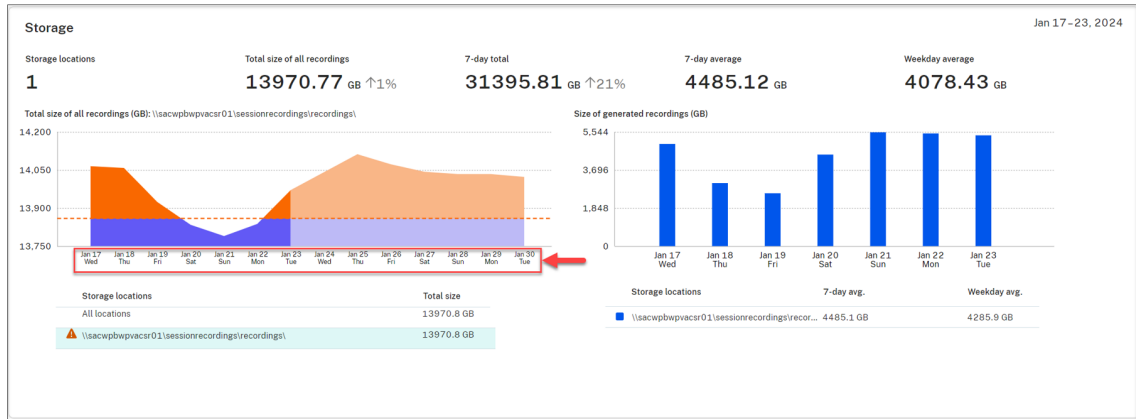 Storage
Jan 17–23, 2024
Storage locations
1
Total size of all recordings
13970.77 GB ↑1%
7-day total
31395.81 GB ↑21%
7-day average
4485.12 GB
Weekday average
4078.43 GB
Total size of all recordings (GB): \\sacwpbwpvacsr01\sessionrecordings\recordings\
14,200
14,050
13,900
13,750
Jan 17 Jan 18 Jan 19 Jan 20 Jan 21 Jan 22 Jan 23 Jan 24 Jan 25 Jan 26 Jan 27 Jan 28 Jan 29 Jan 30
Wed Thu Fri Sat Sun Mon Tue Wed Thu Fri Sat Sun Mon Tue
Storage locations Total size
All locations 13970.8 GB
\\sacwpbwpvacsr01\sessionrecordings\recordings\ 13970.8 GB
Size of generated recordings (GB)
5,544
3,696
1,848
0
Jan 17 Jan 18 Jan 19 Jan 20 Jan 21 Jan 22 Jan 23
Wed Thu Fri Sat Sun Mon Tue
Storage locations 7-day avg. Weekday avg.
\\sacwpbwpvacsr01\sessionrecordings\recor... 4485.1 GB 4285.9 GB